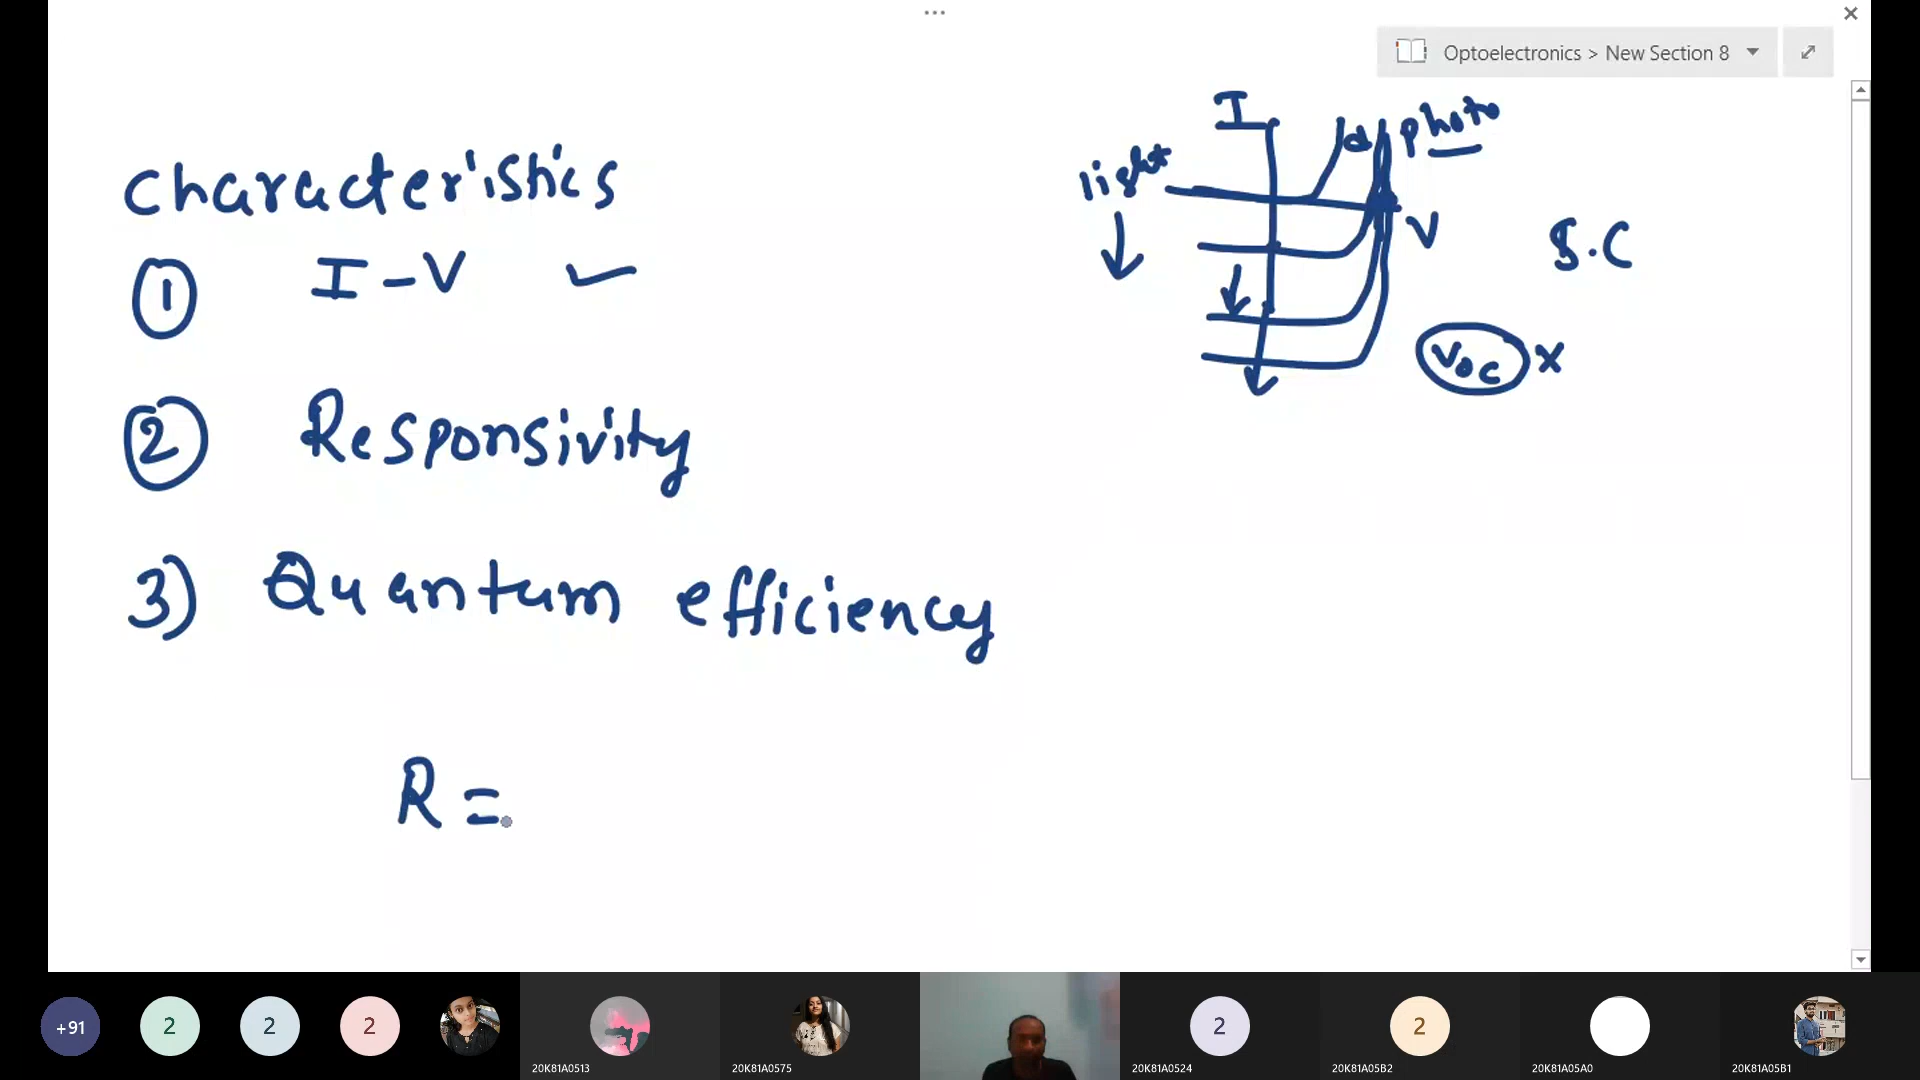 Optoelectronics > New Section 8
I
d
photo
light
V
S.C
Voc X
Characteristics
1 I-V
2 Responsivity
3) Quantum efficiency
R =
+91
2
2
2
2
2
20K81A0513
20K81A0575
20K81A0524
20K81A05B2
20K81A05A0
20K81A05B1